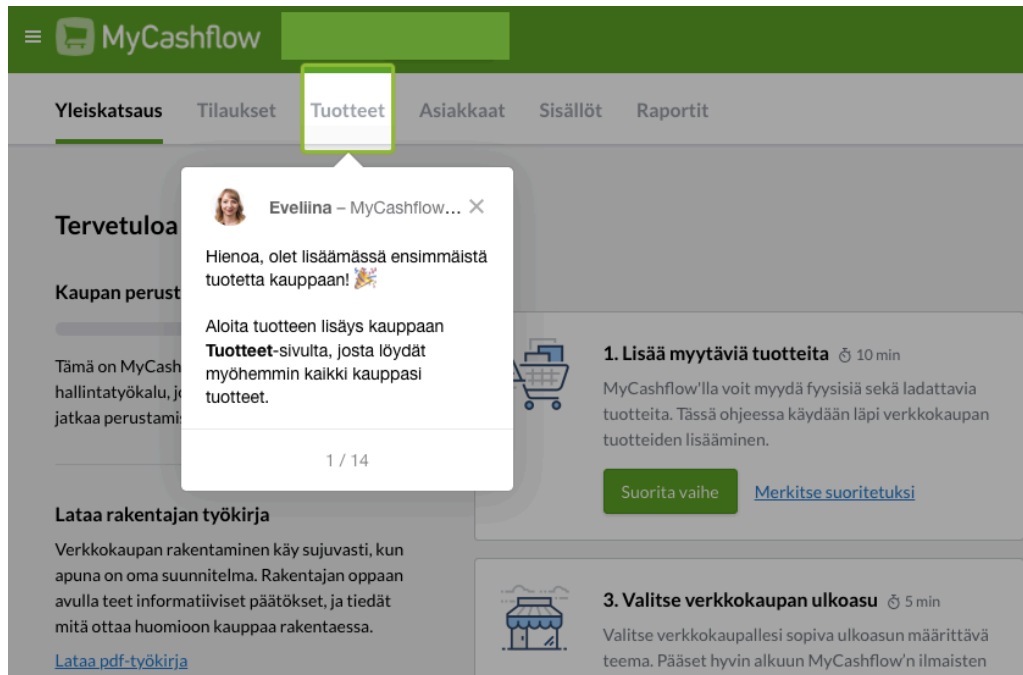 MyCashflow
Yleiskatsaus Tilaukset Tuotteet Asiakkaat Sisällöt Raportit
Eveliina – MyCashflow...
Hienoa, olet lisäämässä ensimmäistä
tuotetta kauppaan!
Aloita tuotteen lisäys kauppaan
Tuotteet-sivulta, josta löydät
myöhemmin kaikki kauppasi
tuotteet.
1 / 14
Tervetuloa
Kaupan perust
Tämä on MyCash
hallintatyökalu, jo
jatkaa perustami
Lataa rakentajan työkirja
Verkkokaupan rakentaminen käy sujuvasti, kun
apuna on oma suunnitelma. Rakentajan oppaan
avulla teet informatiiviset päätökset, ja tiedät
mitä ottaa huomioon kauppaa rakentaessa.
Lataa pdf-työkirja
1. Lisää myytäviä tuotteita 10 min
MyCashflow'lla voit myydä fyysisiä sekä ladattavia
tuotteita. Tässä ohjeessa käydään läpi verkkokaupan
tuotteiden lisääminen.
Suorita vaihe Merkitse suoritetuksi
3. Valitse verkkokaupan ulkoasu 5 min
Valitse verkkokaupallesi sopiva ulkoasun määrittävä
teema. Pääset hyvin alkuun MyCashflow'n ilmaisten